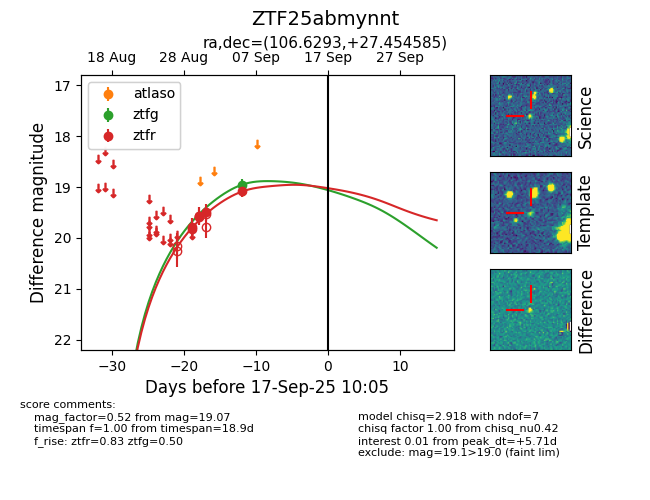 ZTF25abmynnt
ra,dec=(106.6293,+27.454585)
18 Aug 28 Aug 07 Sep 17 Sep 27 Sep
atlaso
ztfg
ztfr
17
18
19
20
21
22
Difference magnitude
−30 −20 −10 0 10
Days before 17-Sep-25 10:05
Science
Template
Difference
score comments:
mag_factor=0.52 from mag=19.07
timespan f=1.00 from timespan=18.9d
f_rise: ztfr=0.83 ztfg=0.50
model chisq=2.918 with ndof=7
chisq factor 1.00 from chisq_nu0.42
interest 0.01 from peak_dt=+5.71d
exclude: mag=19.1>19.0 (faint lim)